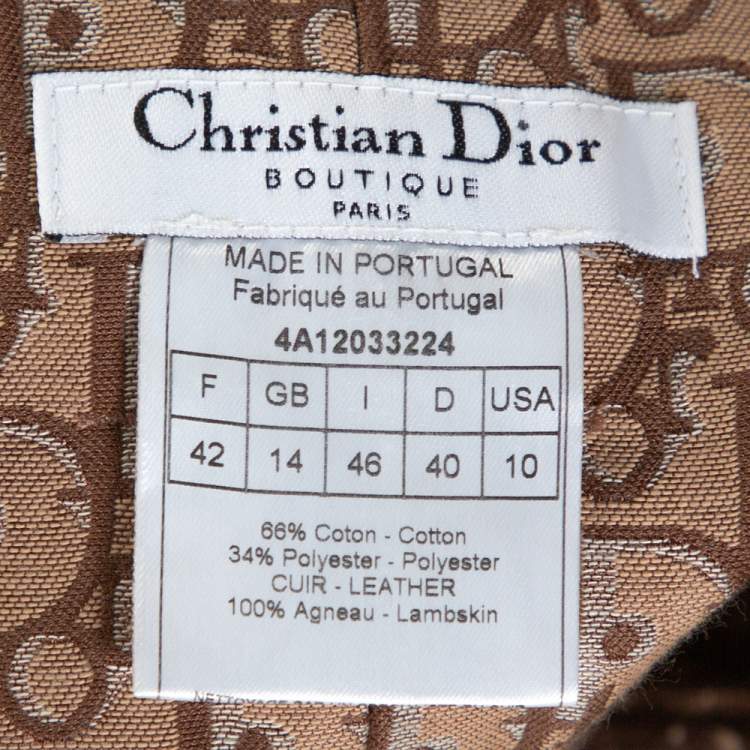 Christian Dior
BOUTIQUE
PARIS
MADE IN PORTUGAL
Fabriqué au Portugal
4A12033224
F GB I D USA
42 14 46 40 10
66% Coton - Cotton
34% Polyester - Polyester
CUIR - LEATHER
100% Agneau - Lambskin